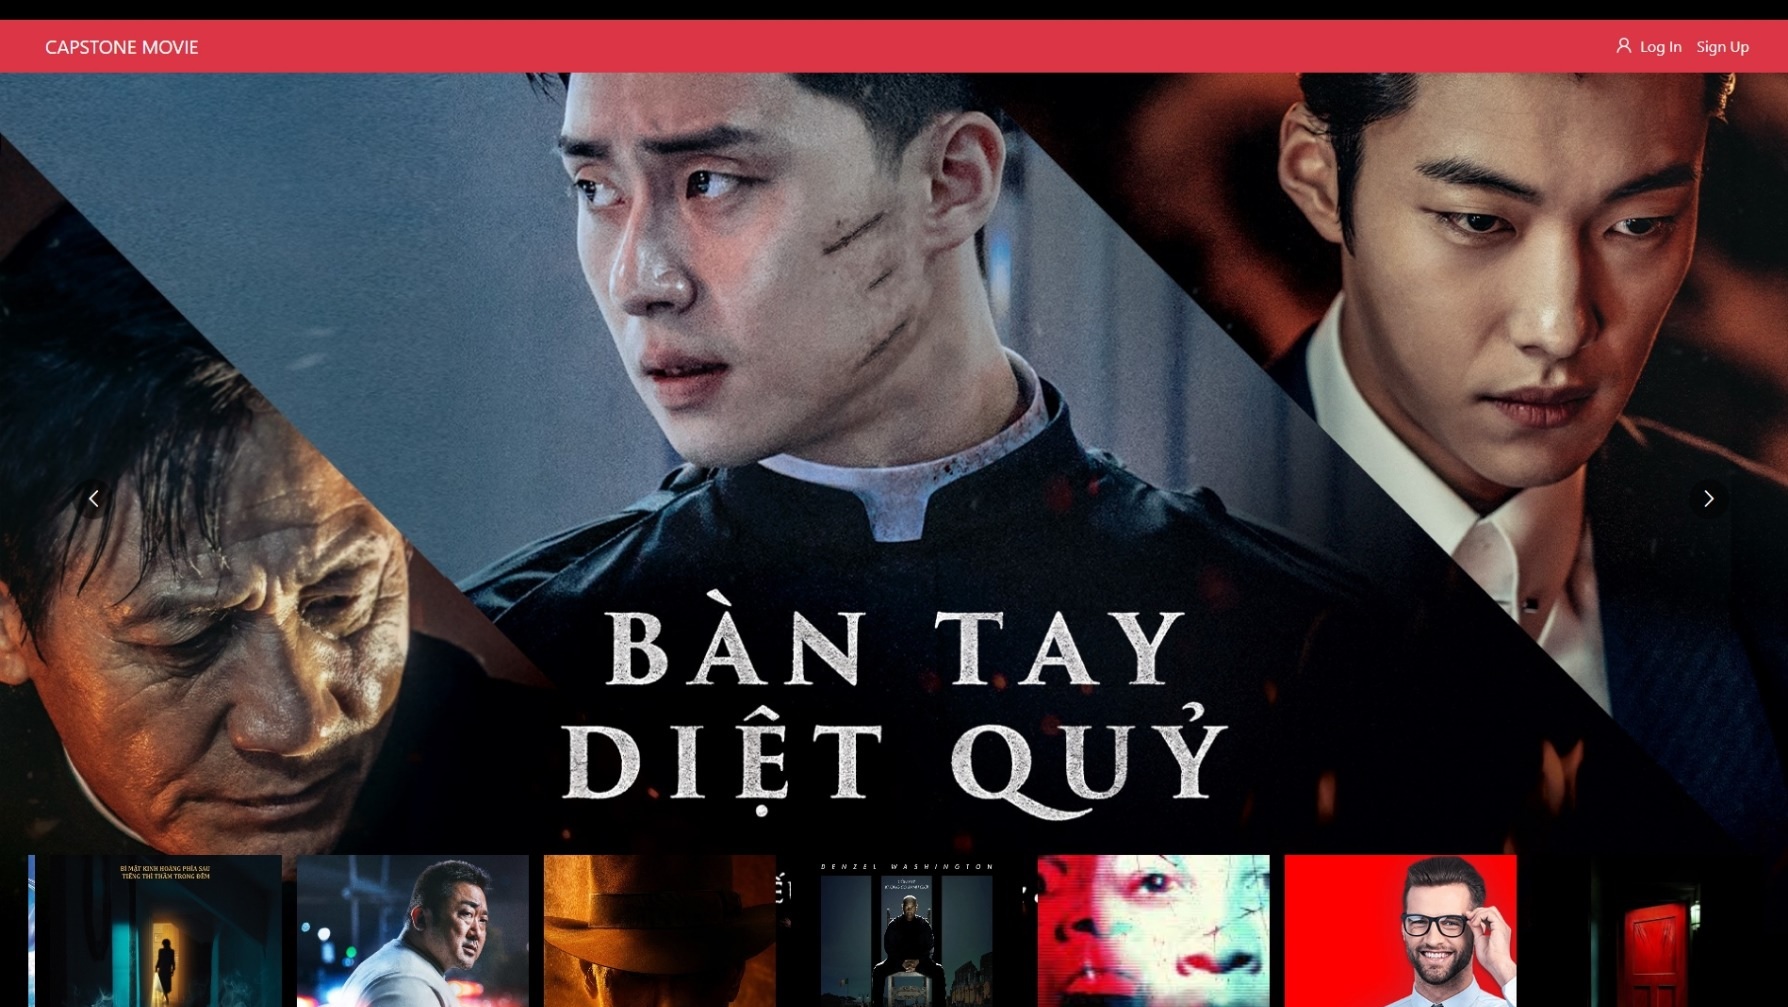 CAPSTONE MOVIE
Log In
Sign Up
BÀN TAY
DIỆT QUỶ
BÍ MẬT KINH HOÀNG PHÍA SAU
TIẾNG THÌ THẦM TRONG ĐÊM
DENZEL WASHINGTON